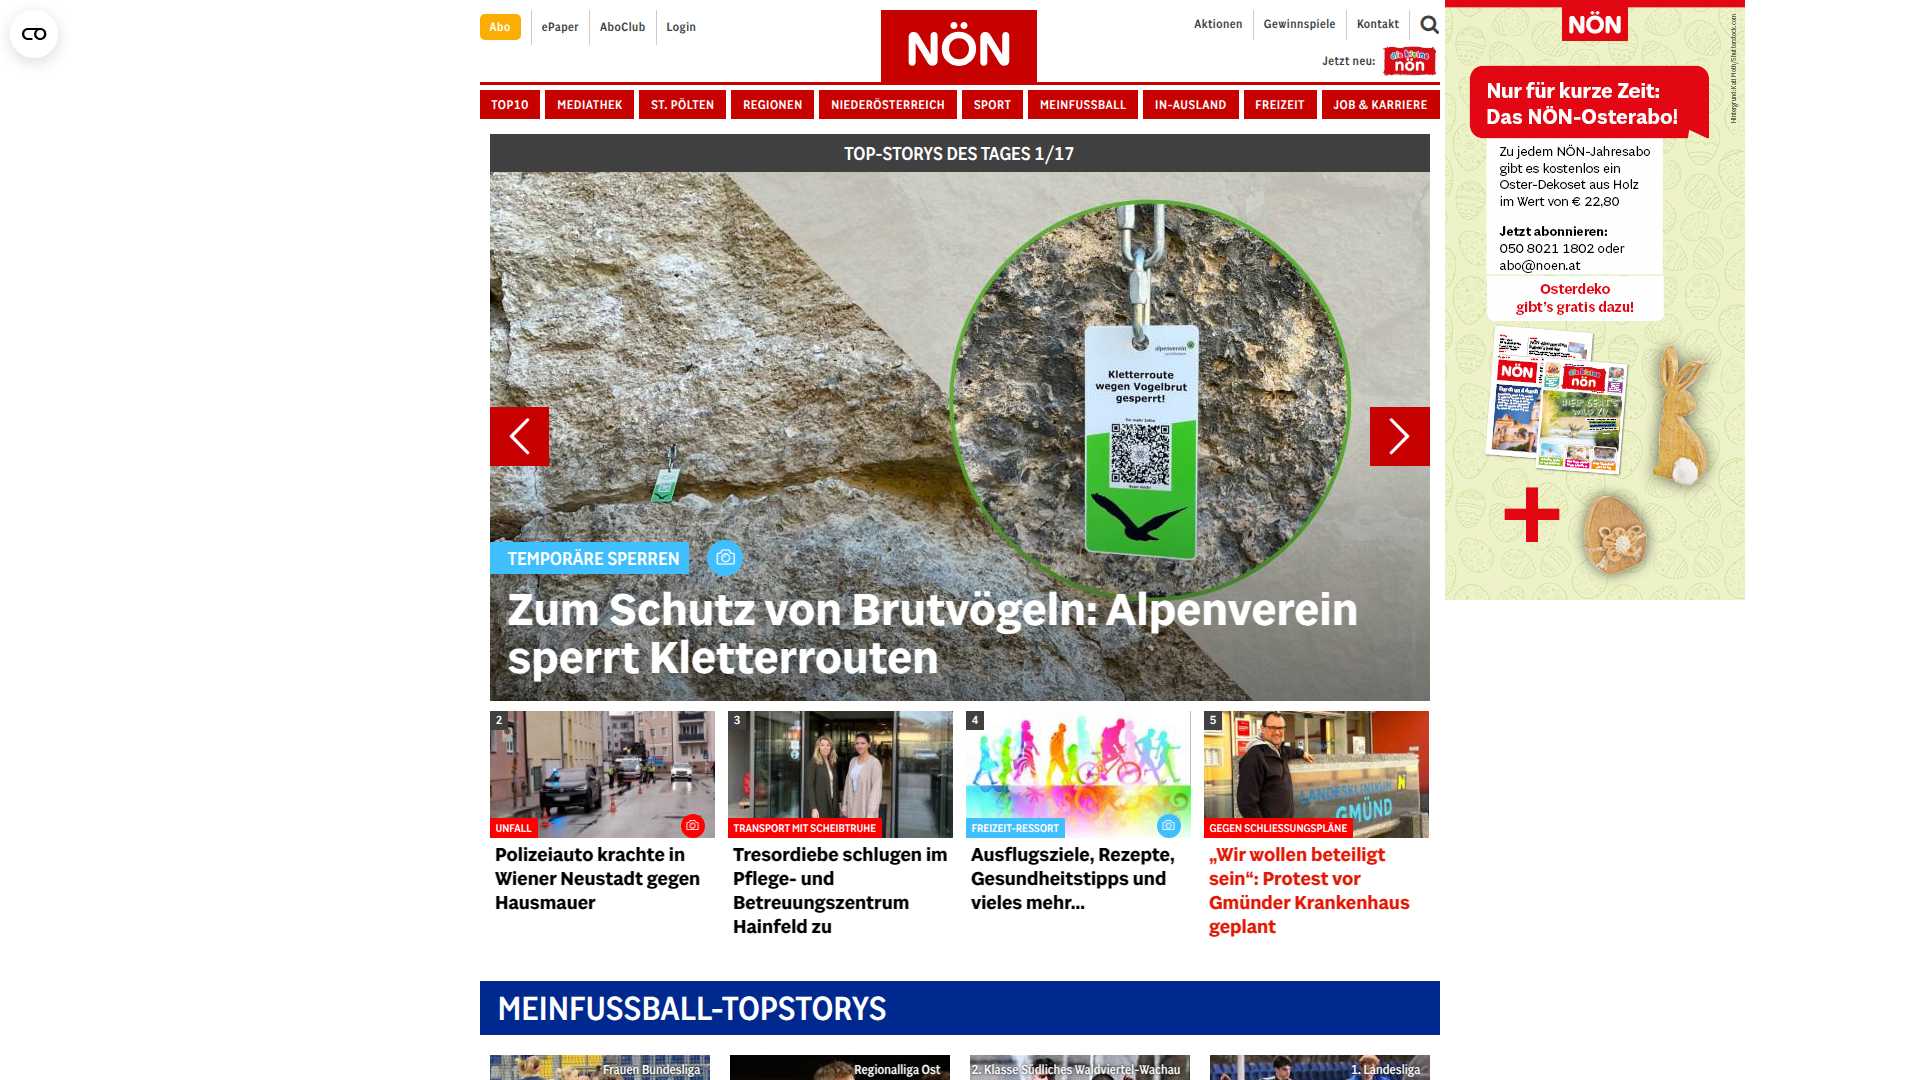 Abo
ePaper
AboClub
Login
NÖN
Aktionen
Gewinnspiele
Kontakt
Jetzt neu:
die kleine
nön
TOP10
MEDIATHEK
ST. PÖLTEN
REGIONEN
NIEDERÖSTERREICH
SPORT
MEINFUSSBALL
IN-AUSLAND
FREIZEIT
JOB & KARRIERE
TOP-STORYS DES TAGES 1/17
alpenverein
Kletterroute
wegen Vogelbrut
gesperrt!
TEMPORÄRE SPERREN
Zum Schutz von Brutvögeln: Alpenverein
sperrt Kletterrouten
2
UNFALL
Polizeiauto krachte in
Wiener Neustadt gegen
Hausmauer
3
TRANSPORT MIT SCHEIBTRUHE
Tresordiebe schlugen im
Pflege- und
Betreuungszentrum
Hainfeld zu
4
FREIZEIT-RESSORT
Ausflugsziele, Rezepte,
Gesundheitstipps und
vieles mehr...
5
LANDESKLINIKUM
GMÜND
GEGEN SCHLIESSUNGSPLÄNE
„Wir wollen beteiligt
sein“: Protest vor
Gmünder Krankenhaus
geplant
MEINFUSSBALL-TOPSTORYS
Frauen Bundesliga
Regionalliga Ost
2. Klasse Südliches Waldviertel-Wachau
1. Landesliga
NÖN
Nur für kurze Zeit:
Das NÖN-Osterabo!
Zu jedem NÖN-Jahresabo
gibt es kostenlos ein
Oster-Dekoset aus Holz
im Wert von € 22,80
Jetzt abonnieren:
050 8021 1802 oder
abo@noen.at
Osterdeko
gibt's gratis dazu!
NÖN
die kleine
nön